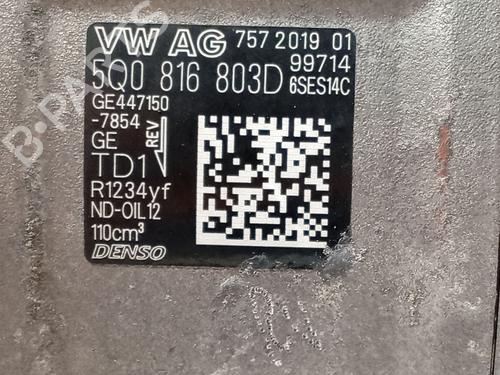 VW AG 757 2019 01
99714
5Q0 816 803D 6SES14C
GE447150
-7854
GE REV
TD1
R1234yf
ND-OIL12
110cm³
DENSO
B-PARTS